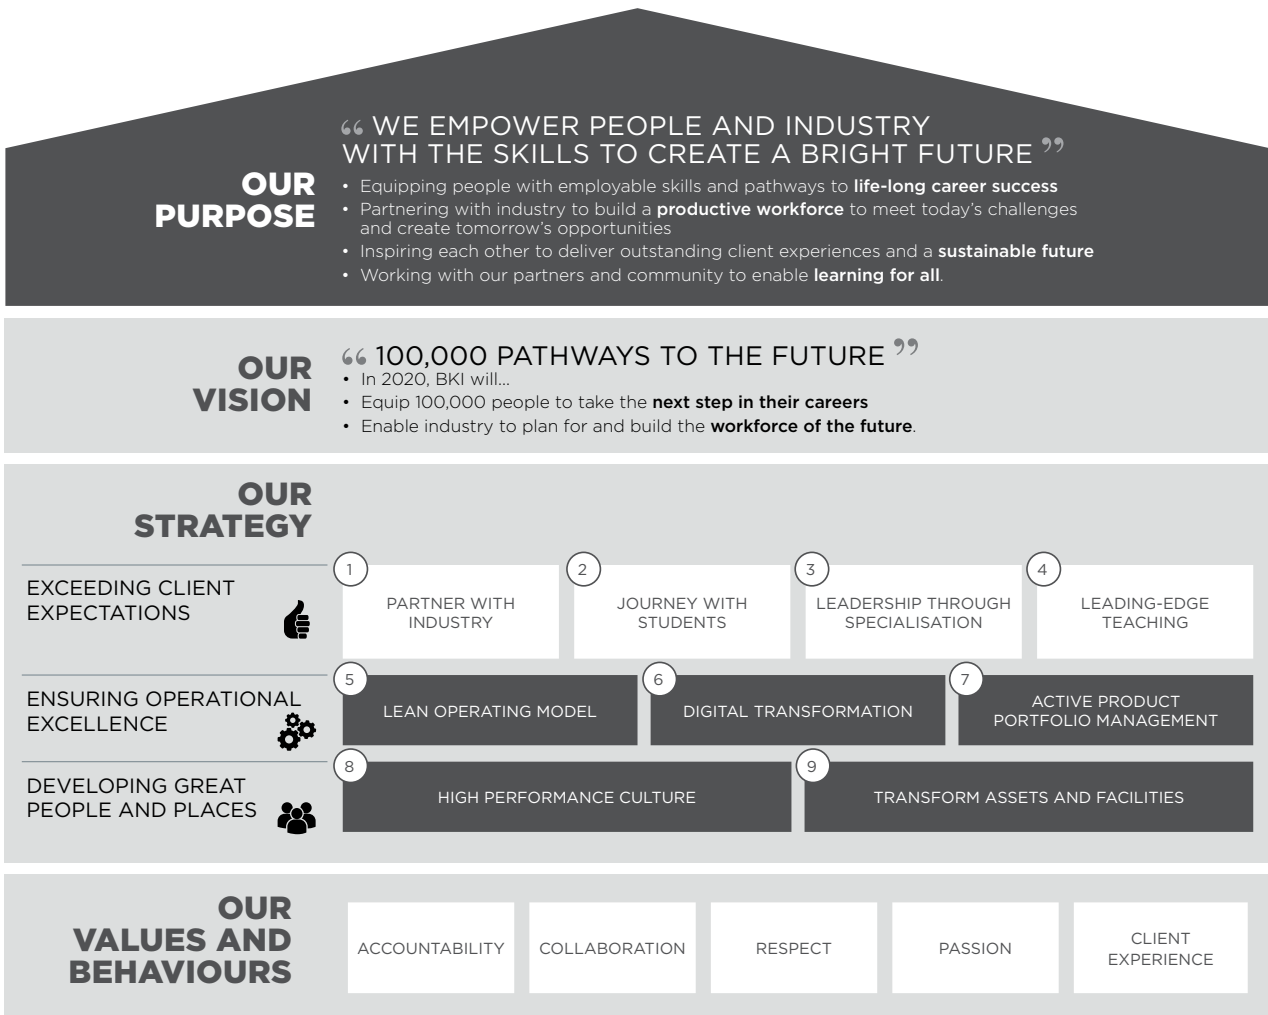 “ WE EMPOWER PEOPLE AND INDUSTRY
WITH THE SKILLS TO CREATE A BRIGHT FUTURE ”
OUR
PURPOSE
• Equipping people with employable skills and pathways to life-long career success
• Partnering with industry to build a productive workforce to meet today’s challenges
and create tomorrow’s opportunities
• Inspiring each other to deliver outstanding client experiences and a sustainable future
• Working with our partners and community to enable learning for all.
OUR
VISION
“ 100,000 PATHWAYS TO THE FUTURE ”
• In 2020, BKI will...
• Equip 100,000 people to take the next step in their careers
• Enable industry to plan for and build the workforce of the future.
OUR
STRATEGY
EXCEEDING CLIENT
EXPECTATIONS
1
PARTNER WITH
INDUSTRY
2
JOURNEY WITH
STUDENTS
3
LEADERSHIP THROUGH
SPECIALISATION
4
LEADING-EDGE
TEACHING
ENSURING OPERATIONAL
EXCELLENCE
5
LEAN OPERATING MODEL
6
DIGITAL TRANSFORMATION
7
ACTIVE PRODUCT
PORTFOLIO MANAGEMENT
DEVELOPING GREAT
PEOPLE AND PLACES
8
HIGH PERFORMANCE CULTURE
9
TRANSFORM ASSETS AND FACILITIES
OUR
VALUES AND
BEHAVIOURS
ACCOUNTABILITY
COLLABORATION
RESPECT
PASSION
CLIENT
EXPERIENCE